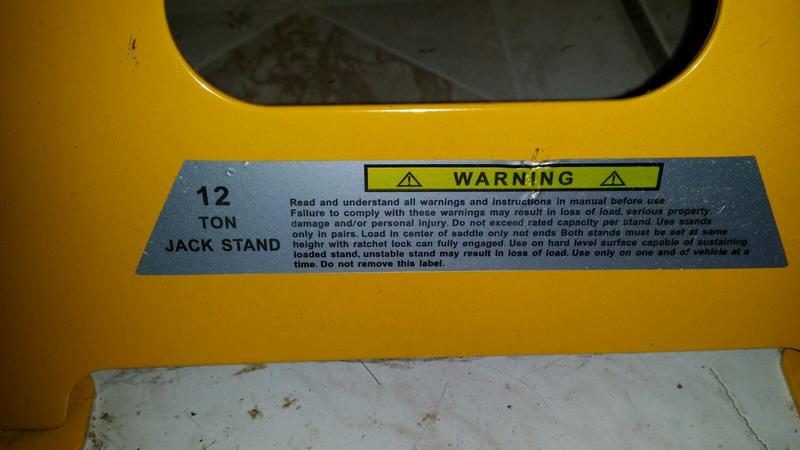 12
TON
JACK STAND
WARNING
Read and understand all warnings and instructions in manual before use
Failure to comply with these warnings may result in loss of load, serious property
damage and/or personal injury. Do not exceed rated capacity per stand. Use stands
only in pairs. Load in center of saddle only not ends Both stands must be set at same
heighr with ratchet lock can fully engaged. Use on hard level surface capable of sustaining
loaded stand, unstable stand may result in loss of load. Use only on one and of vehicle at a
time. Do not remove this label.